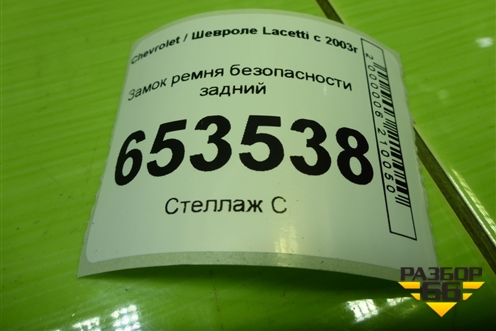 Chevrolet / Шевроле Lacetti с 2003г
Замок ремня безопасности
задний
653538
Стеллаж С
2000006210050
РАЗБОР
66